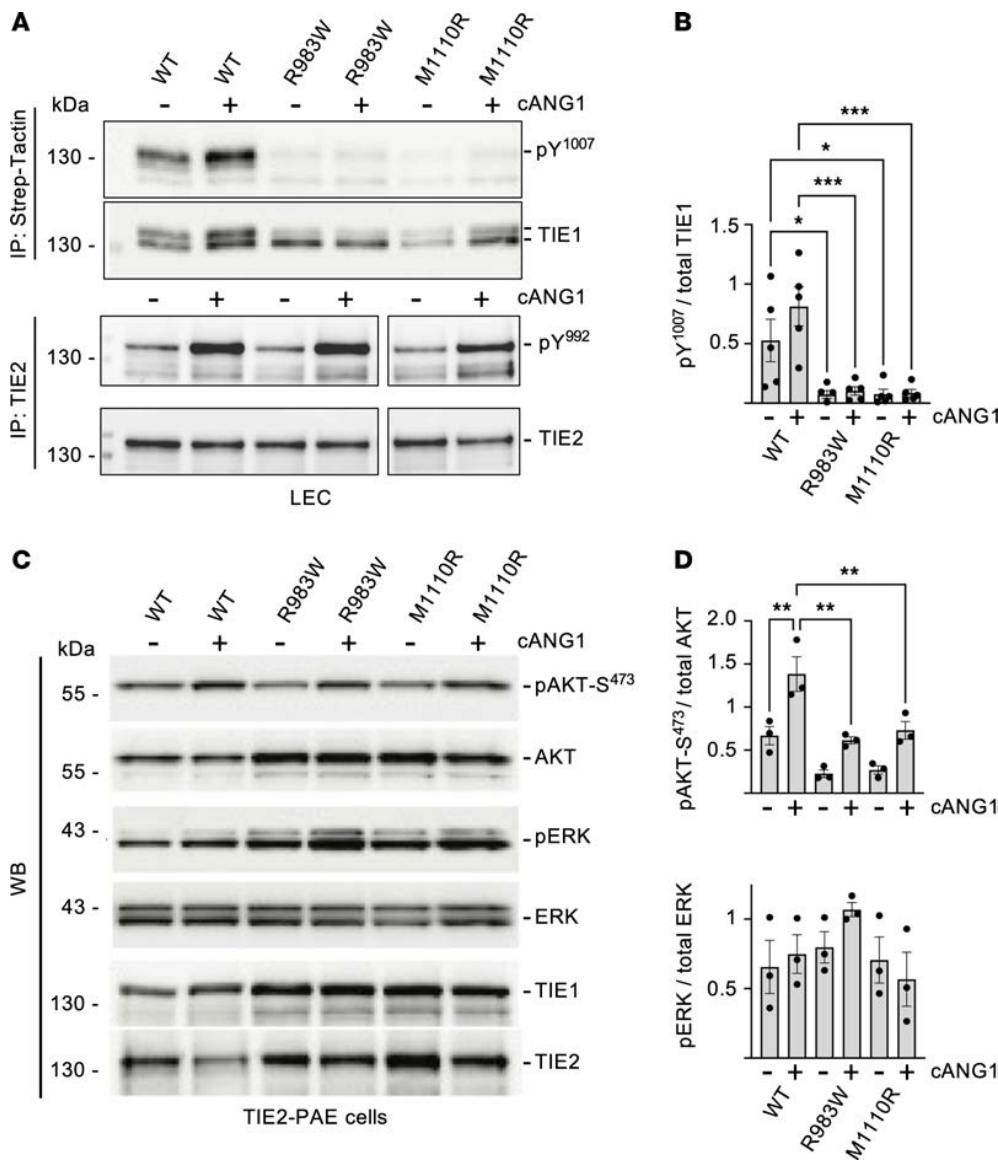 A
WT WT R983W R983W M1110R M1110R
kDa - + - + - + cANG1
IP: Strep-Tactin
130 - -pY1007
130 - -TIE1
- + - + - + cANG1
IP: TIE2
130 - -pY992
130 - -TIE2
LEC
B
***
*
***
*
pY1007 / total TIE1
1.5
1
0.5
- + - + - + cANG1
WT R983W M1110R
C
WT WT R983W R983W M1110R M1110R
kDa - + - + - + cANG1
WB
55 - -pAKT-S473
55 - -AKT
43 - -pERK
43 - -ERK
130 - -TIE1
130 - -TIE2
TIE2-PAE cells
D
**
** **
pAKT-S473 / total AKT
2.0
1.5
1
0.5
- + - + - + cANG1
pERK / total ERK
1
0.5
- + - + - + cANG1
WT R983W M1110R